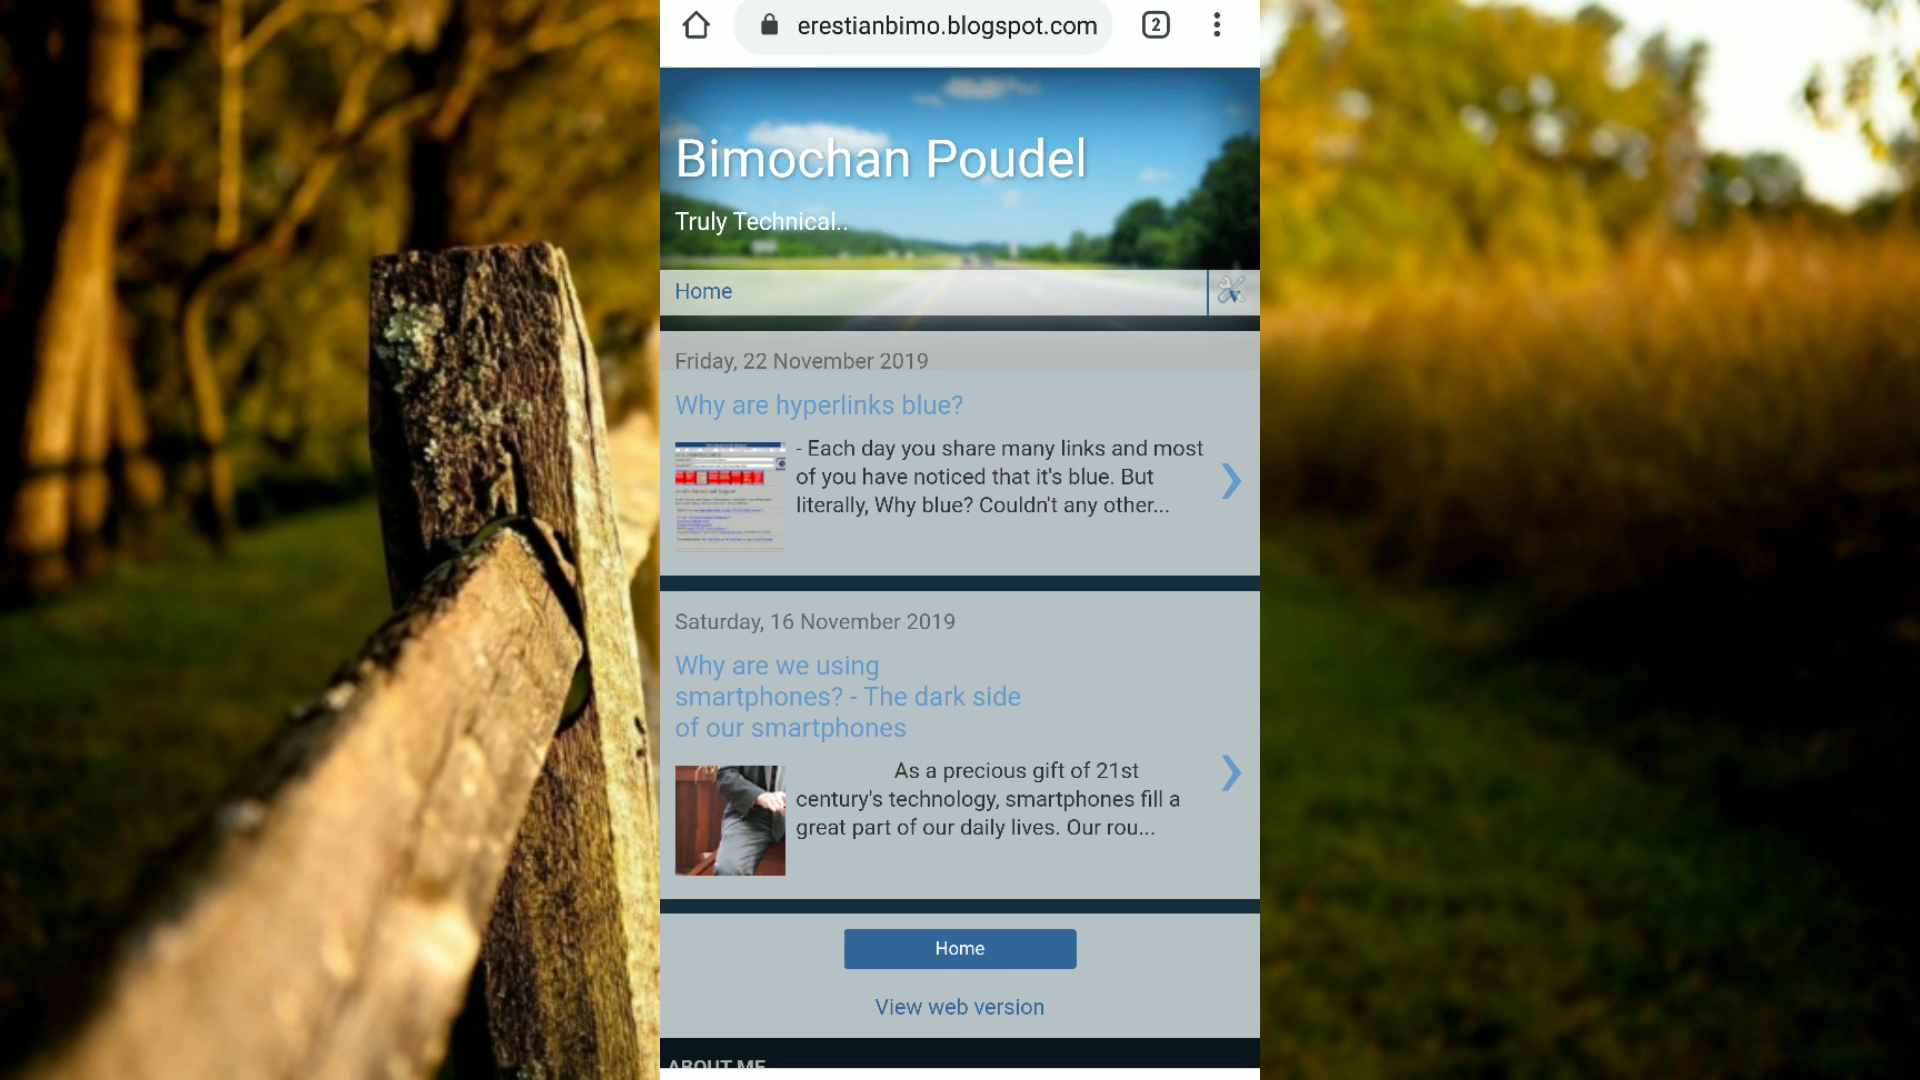 erestianbimo.blogspot.com
2
Bimochan Poudel
Truly Technical..
Home
Friday, 22 November 2019
Why are hyperlinks blue?
- Each day you share many links and most
of you have noticed that it's blue. But
literally, Why blue? Couldn't any other...
Saturday, 16 November 2019
Why are we using
smartphones? - The dark side
of our smartphones
As a precious gift of 21st
century's technology, smartphones fill a
great part of our daily lives. Our rou...
Home
View web version
ABOUT ME